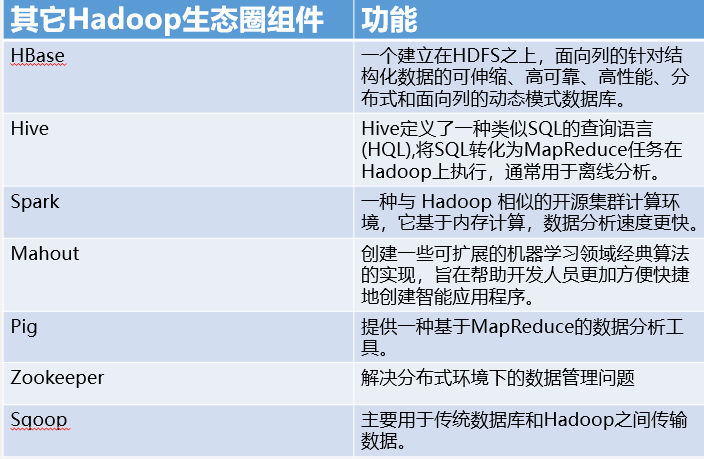 其它Hadoop生态圈组件 功能
HBase
一个建立在HDFS之上，面向列的针对结
构化数据的可伸缩、高可靠、高性能、分
布式和面向列的动态模式数据库。
Hive
Hive定义了一种类似SQL的查询语言
(HQL),将SQL转化为MapReduce任务在
Hadoop上执行，通常用于离线分析。
Spark
一种与 Hadoop 相似的开源集群计算环
境，它基于内存计算，数据分析速度更快。
Mahout
创建一些可扩展的机器学习领域经典算法
的实现，旨在帮助开发人员更加方便快捷
地创建智能应用程序。
Pig
提供一种基于MapReduce的数据分析工
具。
Zookeeper
解决分布式环境下的数据管理问题
Sqoop
主要用于传统数据库和Hadoop之间传输
数据。